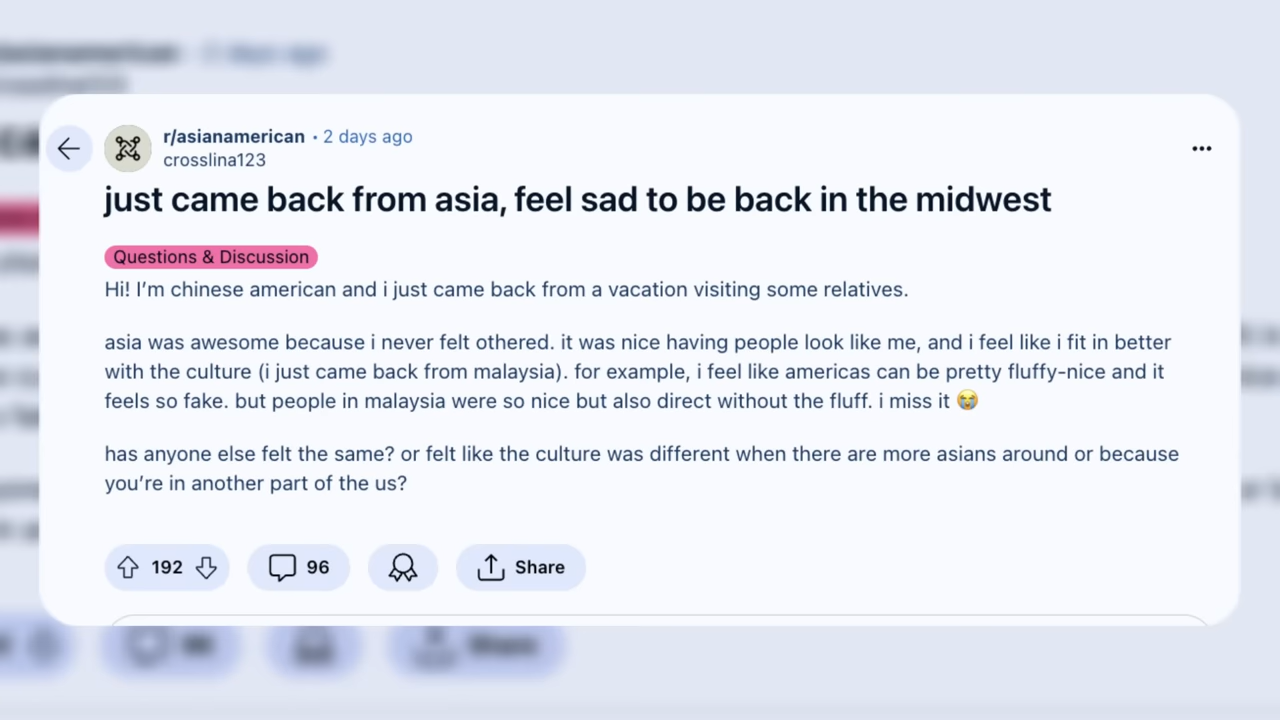 r/asianamerican • 2 days ago
crosslina123
just came back from asia, feel sad to be back in the midwest
Questions & Discussion
Hi! I’m chinese american and i just came back from a vacation visiting some relatives.
asia was awesome because i never felt othered. it was nice having people look like me, and i feel like i fit in better
with the culture (i just came back from malaysia). for example, i feel like americas can be pretty fluffy-nice and it
feels so fake. but people in malaysia were so nice but also direct without the fluff. i miss it 😭
has anyone else felt the same? or felt like the culture was different when there are more asians around or because
you’re in another part of the us?
192
96
Share